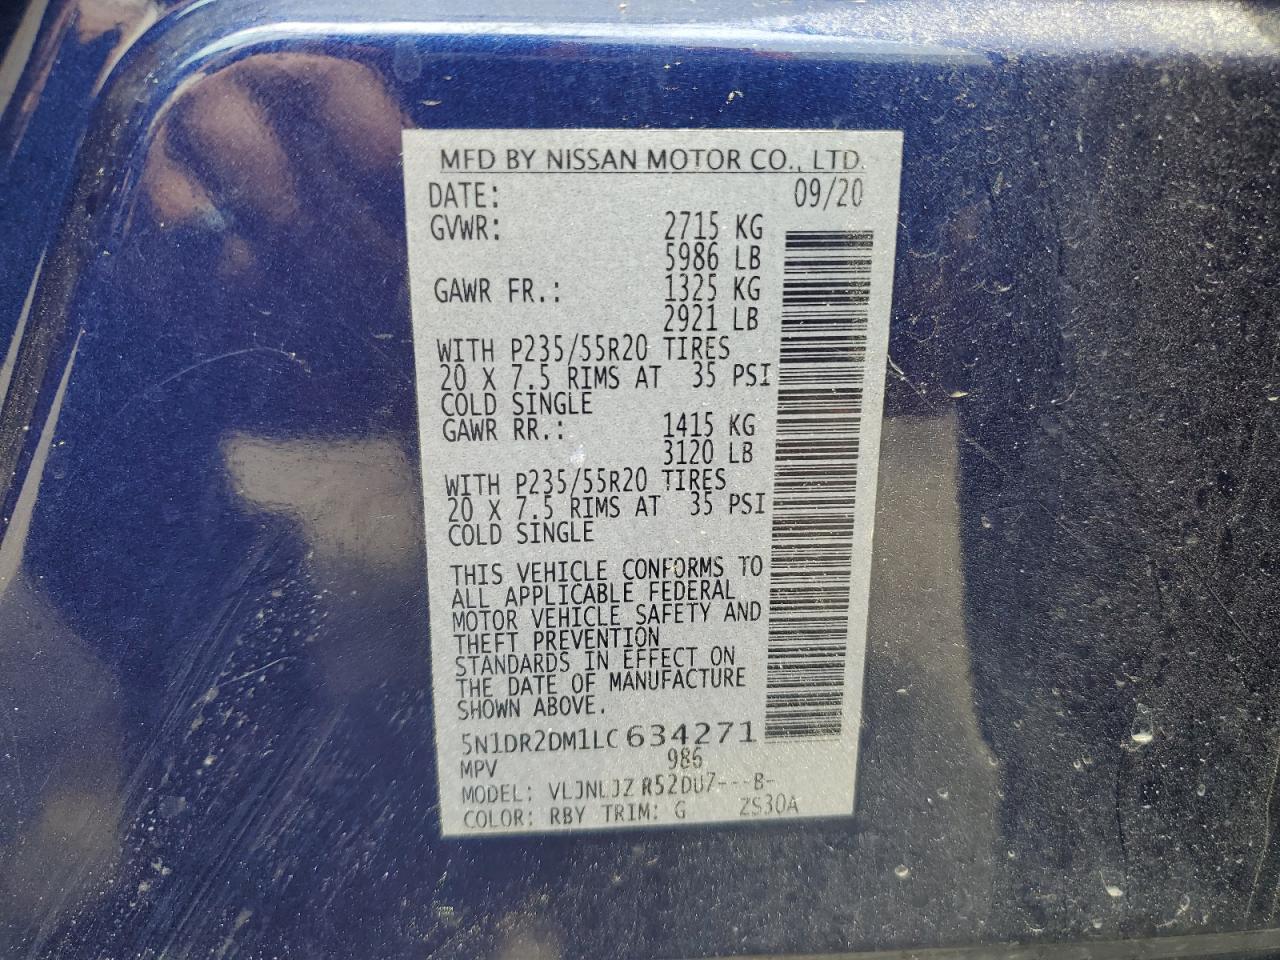 MFD BY NISSAN MOTOR CO., LTD.
DATE: 09/20
GVWR: 2715 KG
5986 LB
GAWR FR.: 1325 KG
2921 LB
WITH P235/55R20 TIRES
20 X 7.5 RIMS AT 35 PSI
COLD SINGLE
GAWR RR.: 1415 KG
3120 LB
WITH P235/55R20 TIRES
20 X 7.5 RIMS AT 35 PSI
COLD SINGLE
THIS VEHICLE CONFORMS TO
ALL APPLICABLE FEDERAL
MOTOR VEHICLE SAFETY AND
THEFT PREVENTION
STANDARDS IN EFFECT ON
THE DATE OF MANUFACTURE
SHOWN ABOVE.
5N1DR2DM1LC634271
MPV 986
MODEL: R52DU7---B-
COLOR: RBY TRIM: G ZS30A